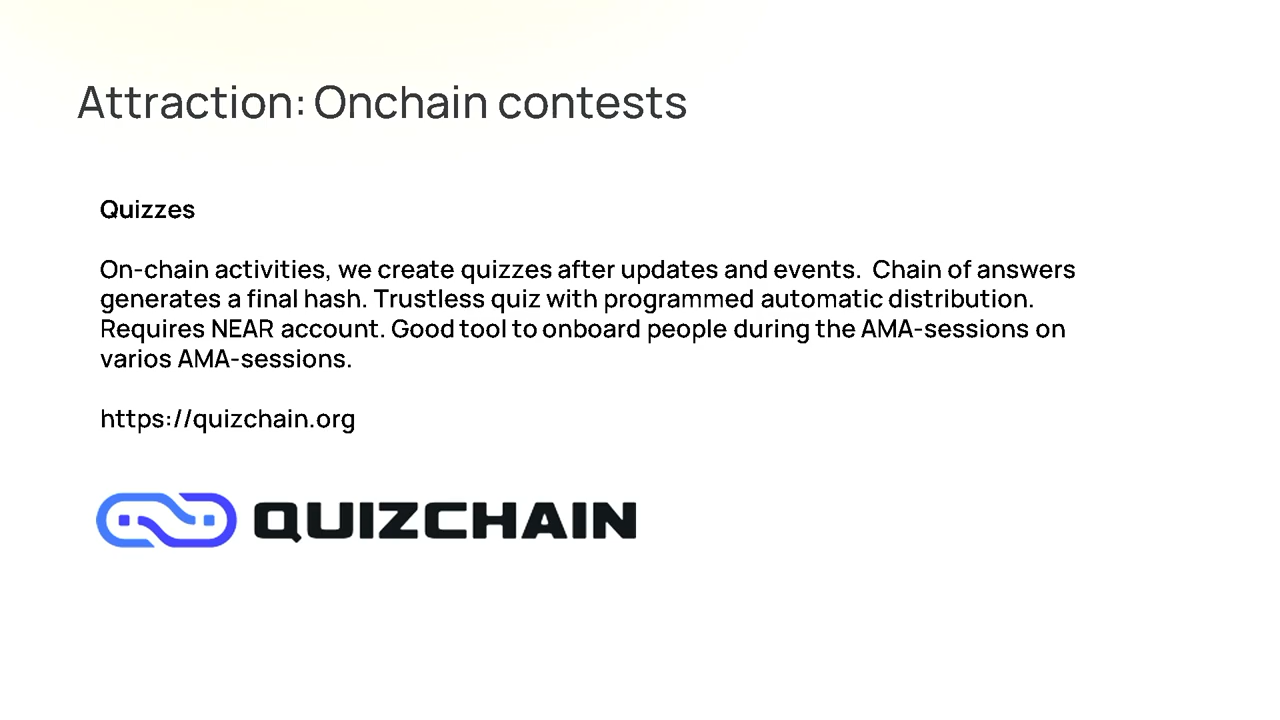 Attraction: Onchain contests
Quizzes
On-chain activities, we create quizzes after updates and events.  Chain of answers
generates a final hash. Trustless quiz with programmed automatic distribution.
Requires NEAR account. Good tool to onboard people during the AMA-sessions on
varios AMA-sessions.
https://quizchain.org
QUIZCHAIN